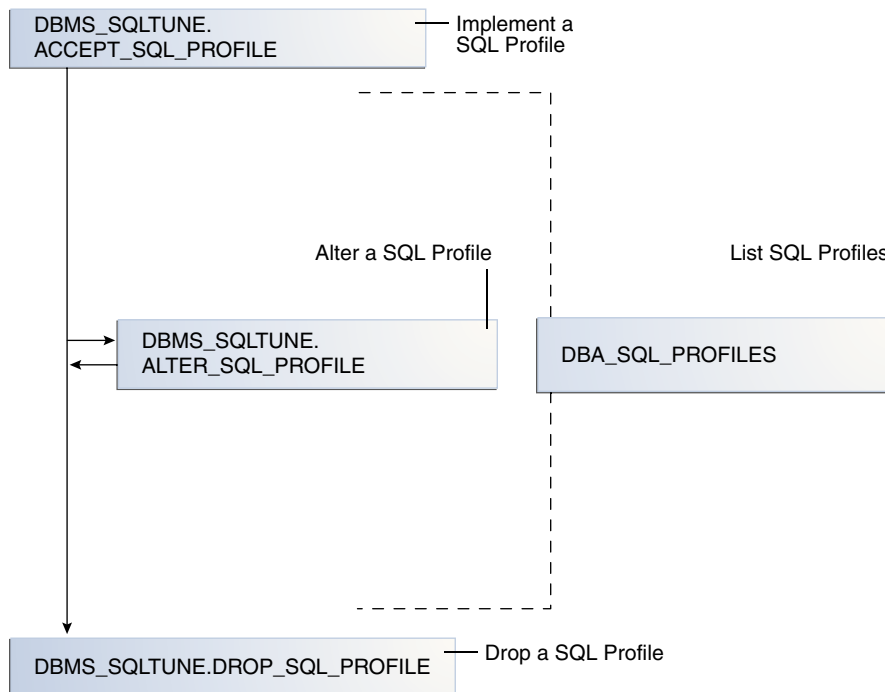 DBMS_SQLTUNE.
ACCEPT_SQL_PROFILE
Implement a
SQL Profile
Alter a SQL Profile
List SQL Profiles
DBMS_SQLTUNE.
ALTER_SQL_PROFILE
DBA_SQL_PROFILES
DBMS_SQLTUNE.DROP_SQL_PROFILE
Drop a SQL Profile